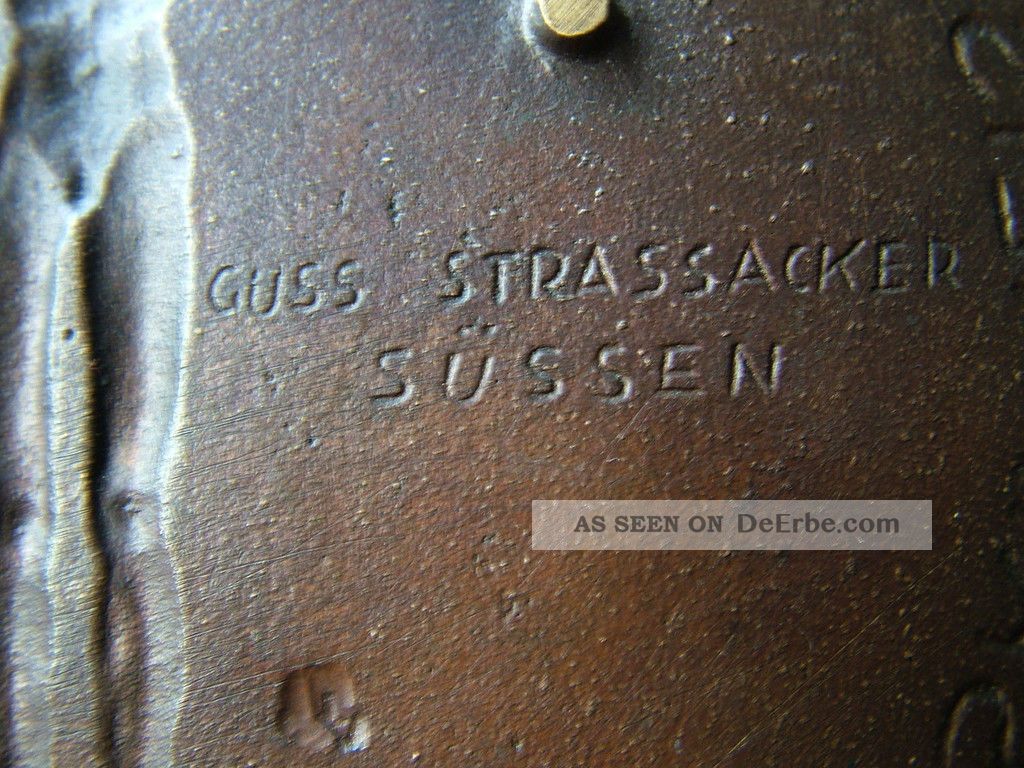 GUSS STRASSACKER
SÜSSEN
AS SEEN ON DeErbe.com